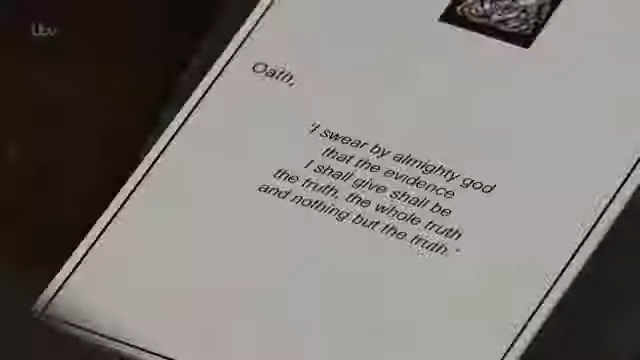 itv
Oath,
'I swear by almighty god
that the evidence
I shall give shall be
the truth, the whole truth
and nothing but the truth.'